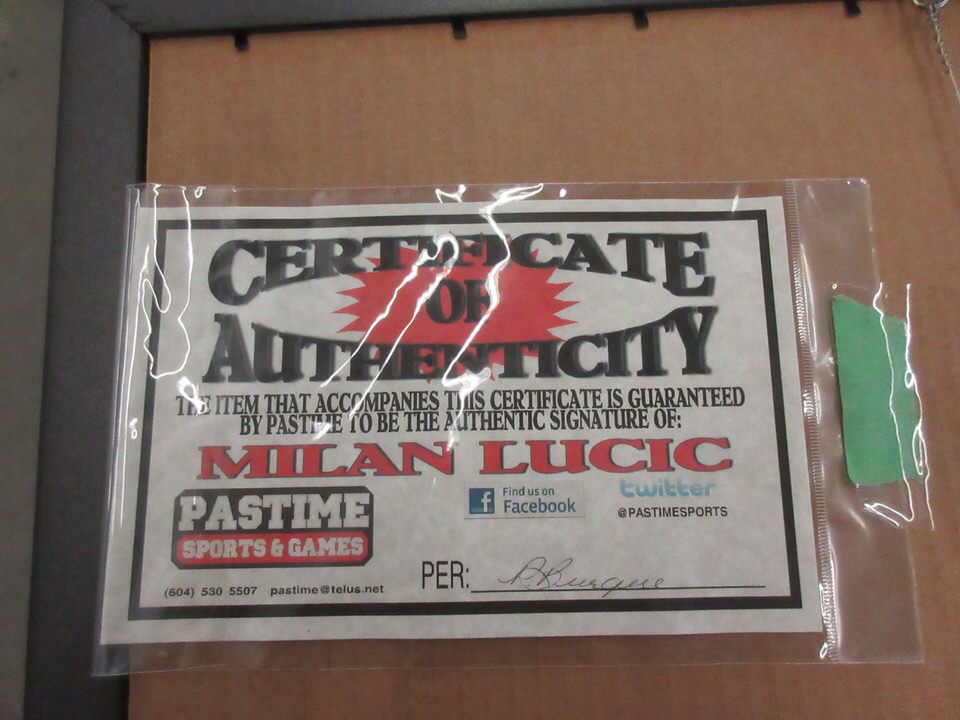 CERTIFICATE
OF
AUTHENTICITY
THE ITEM THAT ACCOMPANIES THIS CERTIFICATE IS GUARANTEED
BY PASTIME TO BE THE AUTHENTIC SIGNATURE OF:
MILAN LUCIC
PASTIME
SPORTS & GAMES
f Find us on
Facebook
twitter
@PASTIMESPORTS
(604) 530 5507 pastime@telus.net
PER: R Burgess